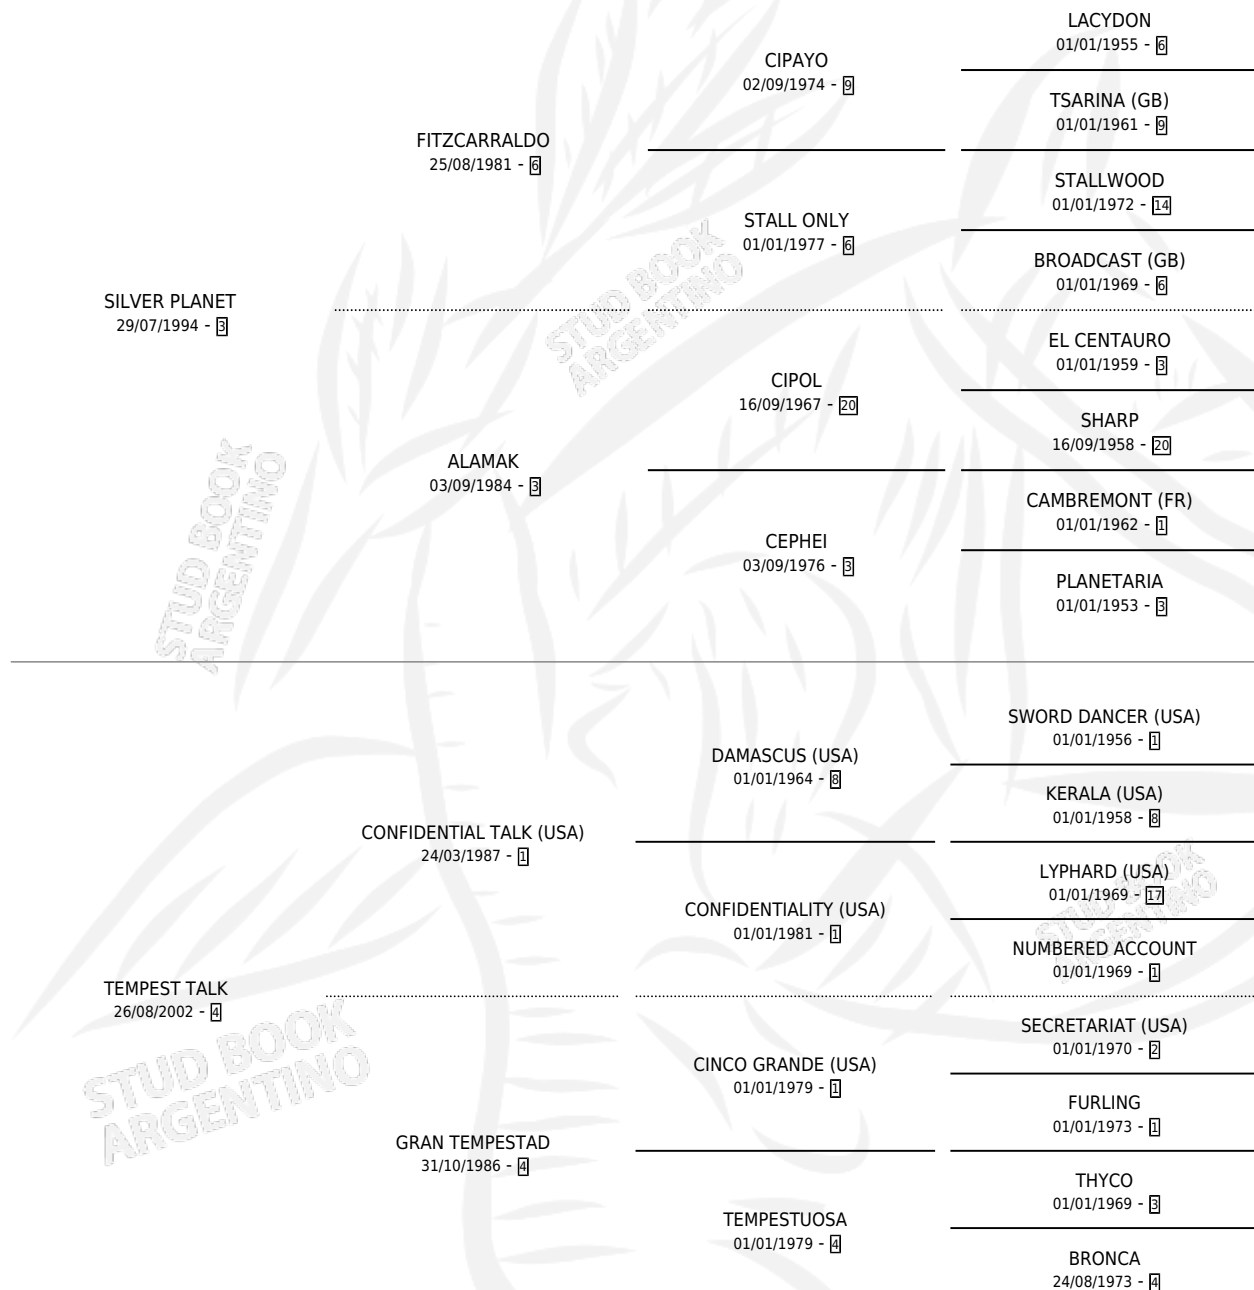 LACYDON
01/01/1955 - 6
CIPAYO
02/09/1974 - 9
TSARINA (GB)
01/01/1961 - 9
FITZCARRALDO
25/08/1981 - 6
STALLWOOD
01/01/1972 - 14
STALL ONLY
01/01/1977 - 6
BROADCAST (GB)
01/01/1969 - 6
SILVER PLANET
29/07/1994 - 3
EL CENTAURO
01/01/1959 - 3
CIPOL
16/09/1967 - 20
SHARP
16/09/1958 - 20
ALAMAK
03/09/1984 - 3
CAMBREMONT (FR)
01/01/1962 - 1
CEPHEI
03/09/1976 - 3
PLANETARIA
01/01/1953 - 3
SWORD DANCER (USA)
01/01/1956 - 1
DAMASCUS (USA)
01/01/1964 - 8
KERALA (USA)
01/01/1958 - 8
CONFIDENTIAL TALK (USA)
24/03/1987 - 1
LYPHARD (USA)
01/01/1969 - 17
CONFIDENTIALITY (USA)
01/01/1981 - 1
NUMBERED ACCOUNT
01/01/1969 - 1
TEMPEST TALK
26/08/2002 - 4
SECRETARIAT (USA)
01/01/1970 - 2
CINCO GRANDE (USA)
01/01/1979 - 1
FURLING
01/01/1973 - 1
GRAN TEMPESTAD
31/10/1986 - 4
THYCO
01/01/1969 - 3
TEMPESTUOSA
01/01/1979 - 4
BRONCA
24/08/1973 - 4
STUD BOOK
ARGENTINO
STUD BOOK
ARGENTINO
STUD BOOK
ARGENTINO
STUD BOOK
ARGENTINO